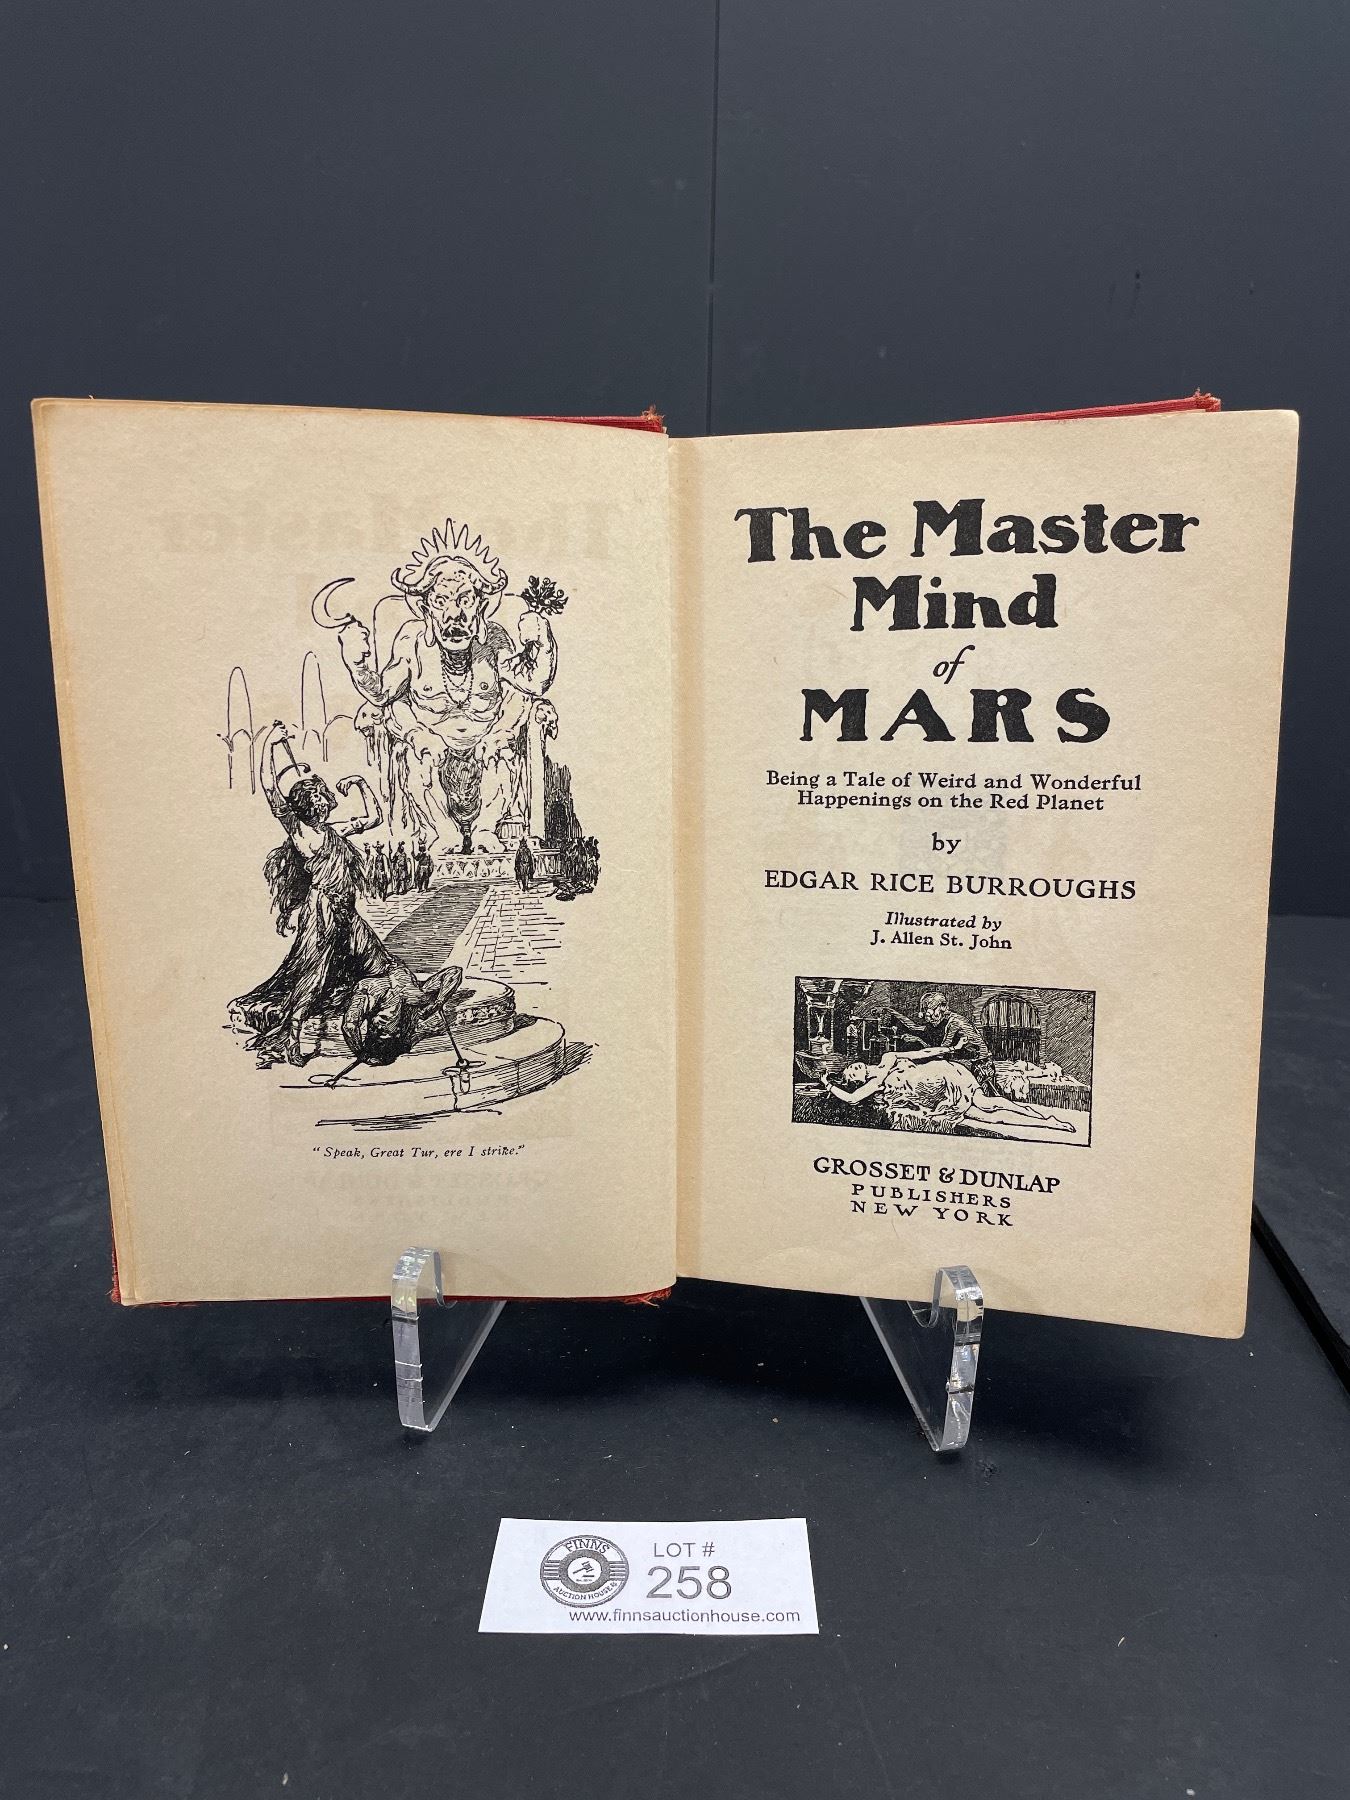 "Speak, Great Tur, ere I strike."
The Master
Mind
of
MARS
Being a Tale of Weird and Wonderful
Happenings on the Red Planet
by
EDGAR RICE BURROUGHS
Illustrated by
J. Allen St. John
GROSSET & DUNLAP
PUBLISHERS
NEW YORK
FINNS
AUCTION HOUSE
LOT #
258
www.finnsauctionhouse.com